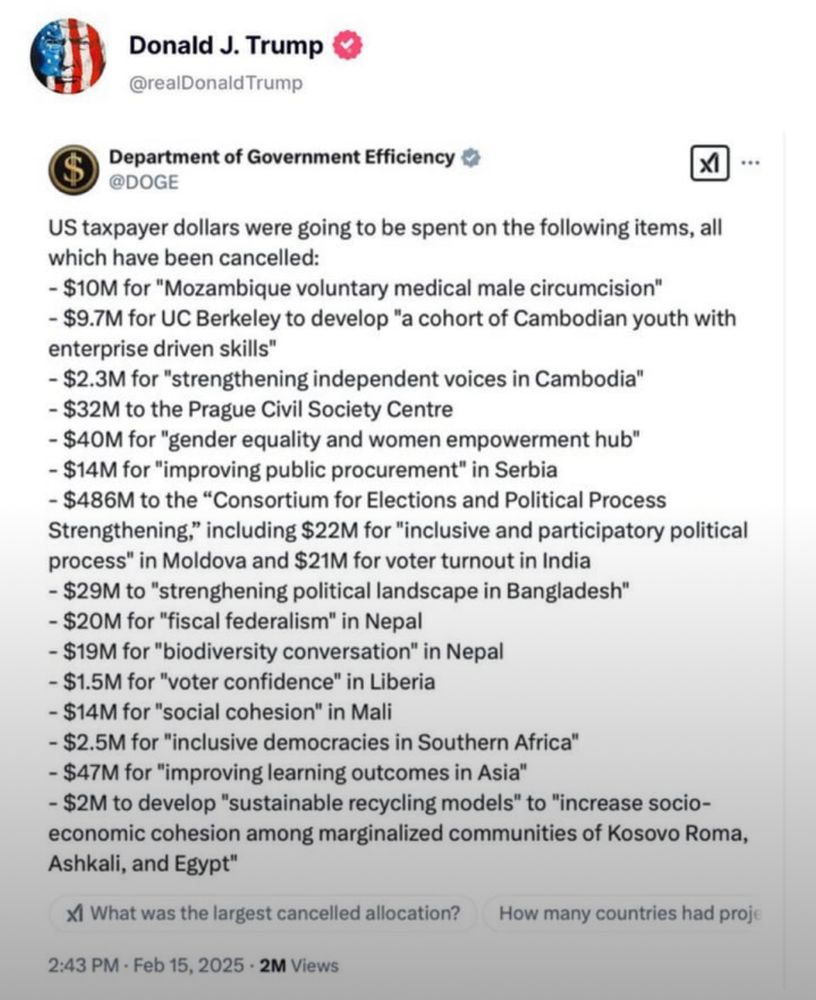 Donald J. Trump
@realDonaldTrump
Department of Government Efficiency
@DOGE
US taxpayer dollars were going to be spent on the following items, all
which have been cancelled:
- $10M for "Mozambique voluntary medical male circumcision"
- $9.7M for UC Berkeley to develop "a cohort of Cambodian youth with
enterprise driven skills"
- $2.3M for "strengthening independent voices in Cambodia"
- $32M to the Prague Civil Society Centre
- $40M for "gender equality and women empowerment hub"
- $14M for "improving public procurement" in Serbia
- $486M to the “Consortium for Elections and Political Process
Strengthening,” including $22M for "inclusive and participatory political
process" in Moldova and $21M for voter turnout in India
- $29M to "strenghening political landscape in Bangladesh"
- $20M for "fiscal federalism" in Nepal
- $19M for "biodiversity conversation" in Nepal
- $1.5M for "voter confidence" in Liberia
- $14M for "social cohesion" in Mali
- $2.5M for "inclusive democracies in Southern Africa"
- $47M for "improving learning outcomes in Asia"
- $2M to develop "sustainable recycling models" to "increase socio-
economic cohesion among marginalized communities of Kosovo Roma,
Ashkali, and Egypt"
What was the largest cancelled allocation? How many countries had proje
2:43 PM · Feb 15, 2025 · 2M Views